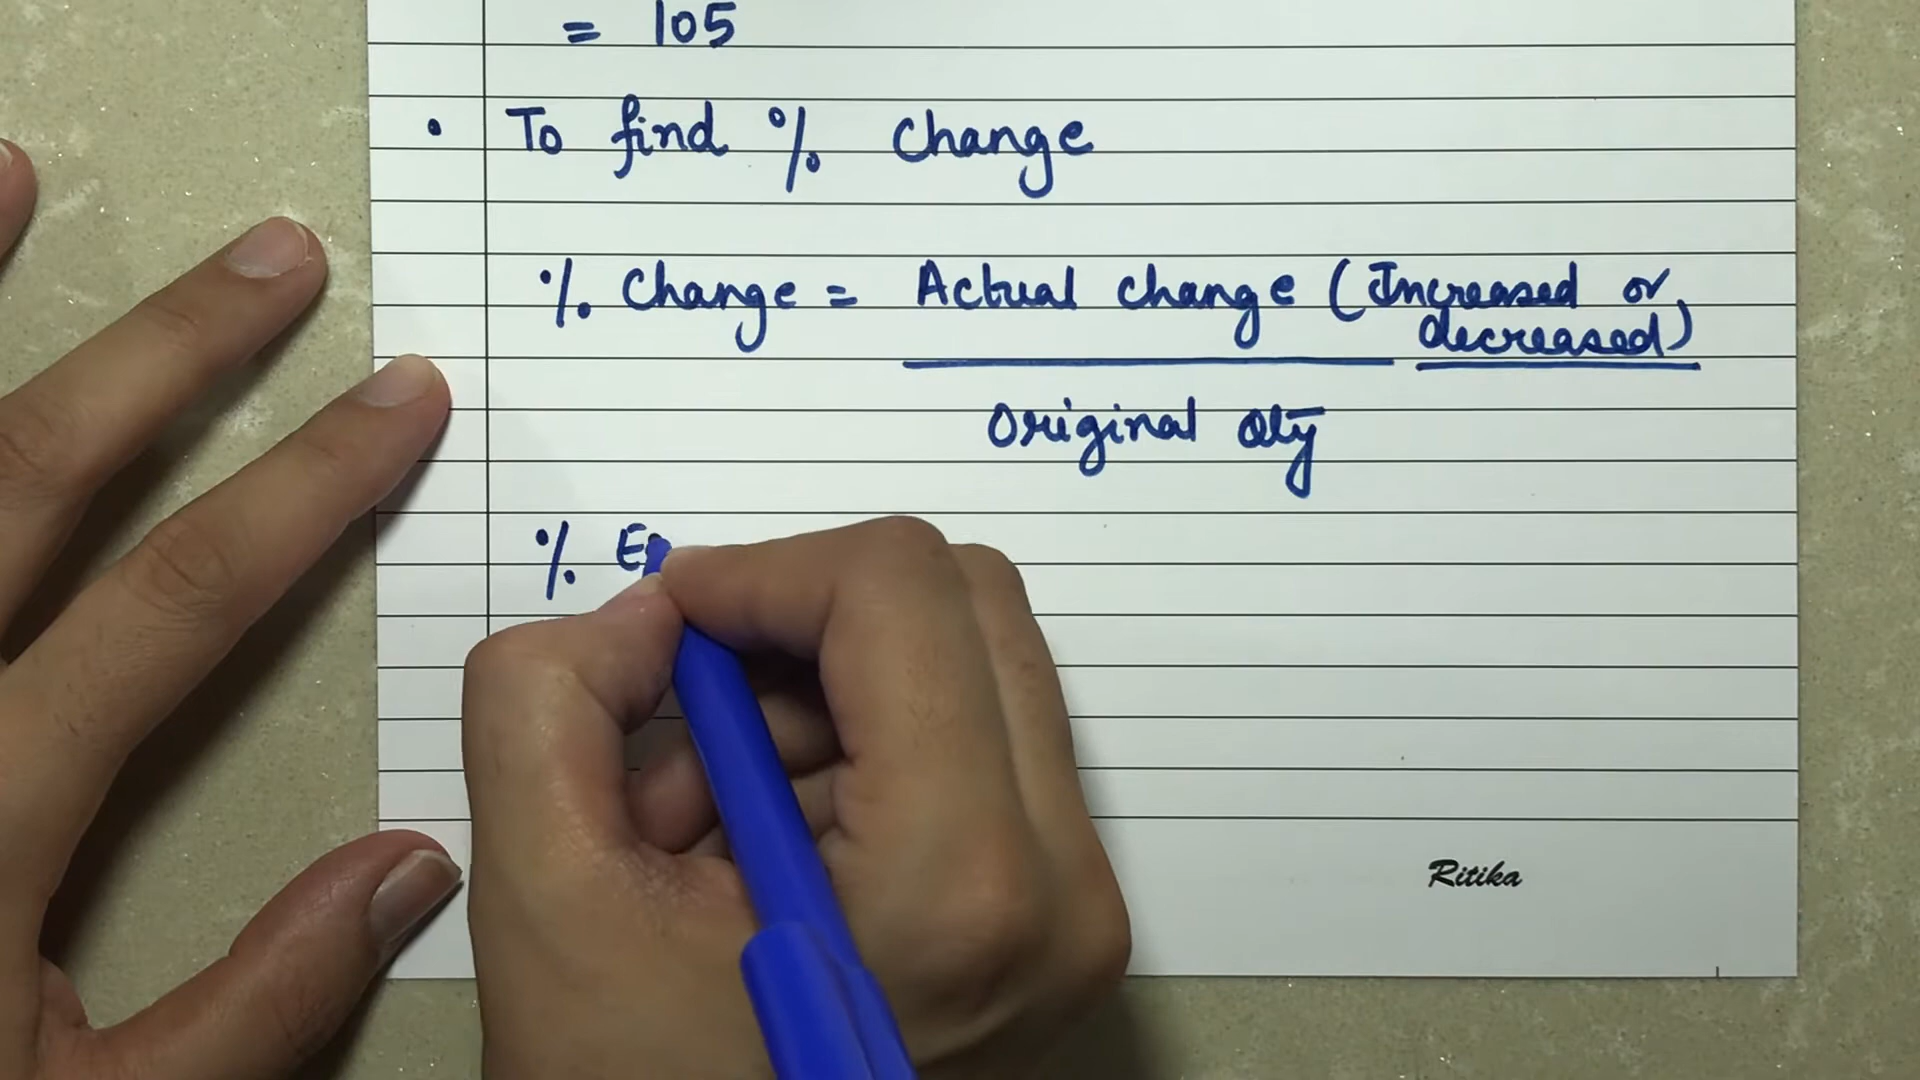 = 105
• To find % change
% change = Actual change (Increased or
decreased)
Original Qty
%
Ritika